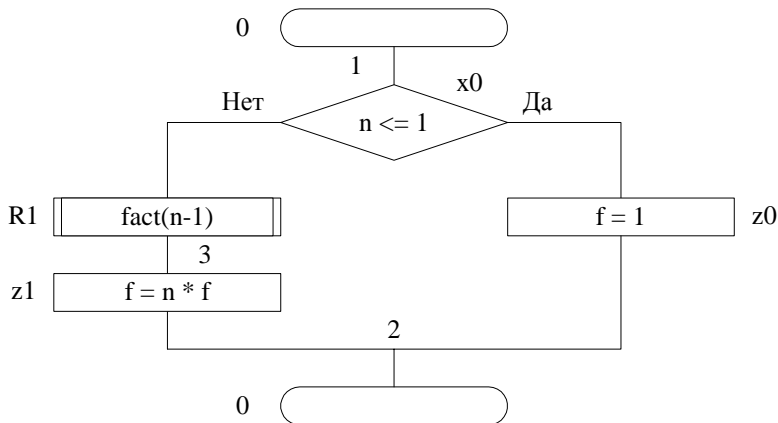 0
1
x0
Нет
Да
n <= 1
R1
fact(n-1)
f = 1
z0
3
z1
f = n * f
2
0